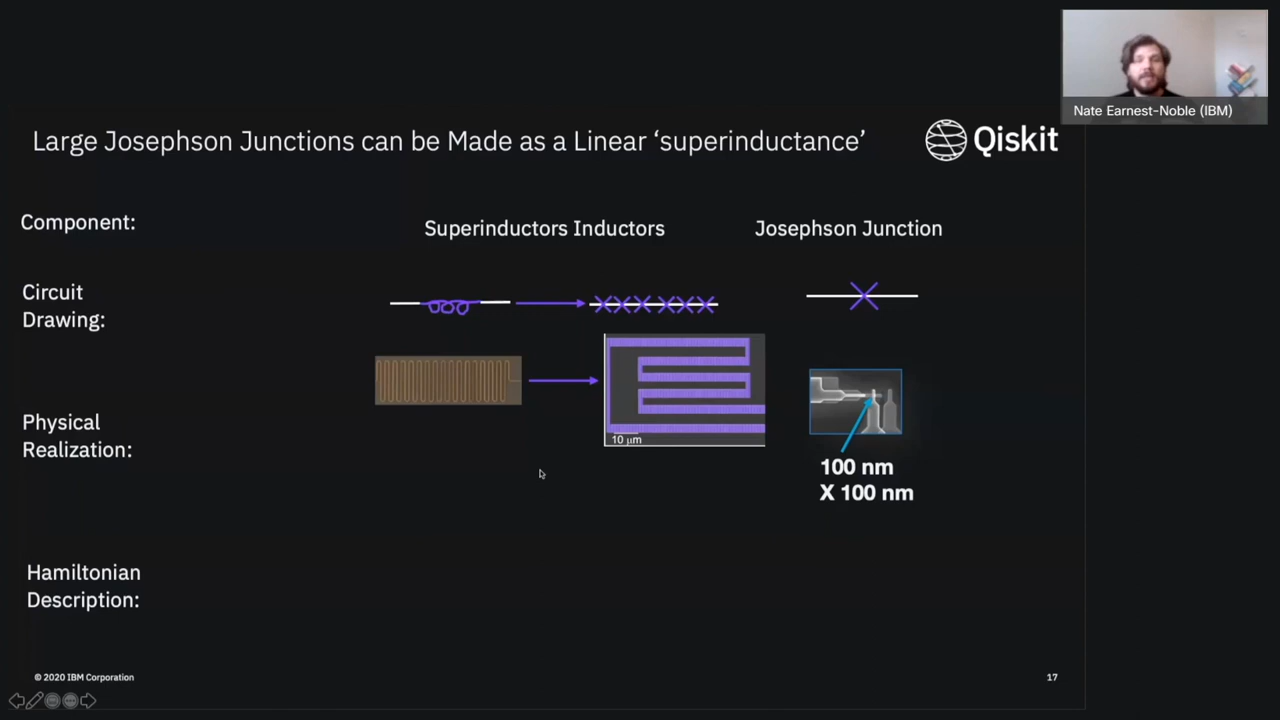 Nate Earnest-Noble (IBM)
Large Josephson Junctions can be Made as a Linear ‘superinductance’
Qiskit
Component:
Superinductors Inductors
Josephson Junction
Circuit
Drawing:
Physical
Realization:
10 μm
100 nm
X 100 nm
Hamiltonian
Description:
© 2020 IBM Corporation
17